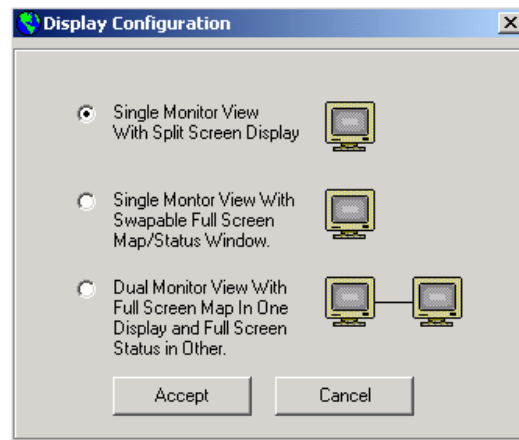 Display Configuration
Single Monitor View
With Split Screen Display
Single Montor View With
Swapable Full Screen
Map/Status Window.
Dual Monitor View With
Full Screen Map In One
Display and Full Screen
Status in Other.
Accept
Cancel